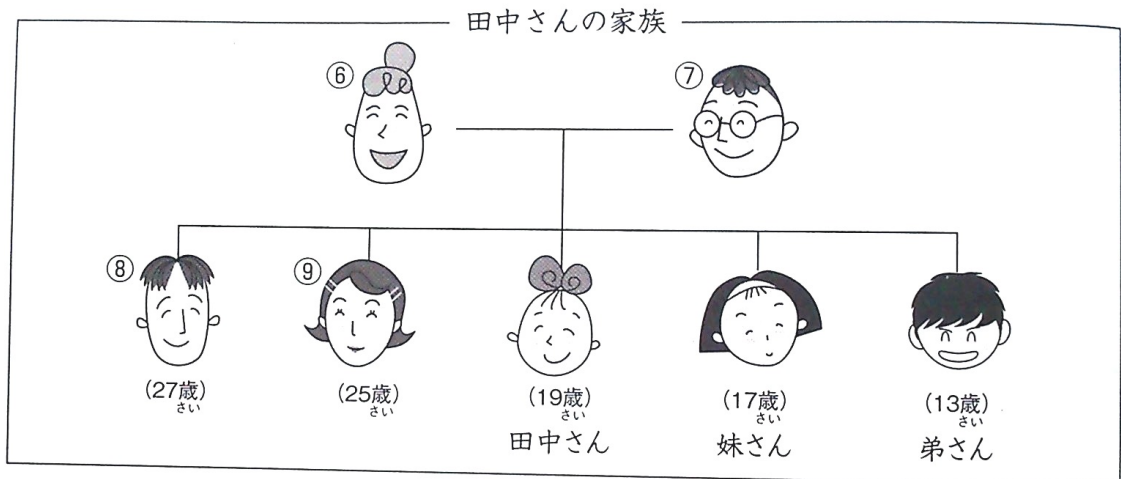 田中さんの家族
⑥
⑦
⑧
⑨
(27歳)
さい
(25歳)
さい
(19歳)
さい
(17歳)
さい
(13歳)
さい
田中さん
妹さん
弟さん